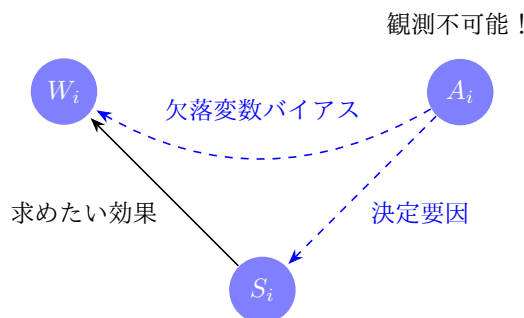 観測不可能！
W_i
A_i
欠落変数バイアス
求めたい効果
決定要因
S_i